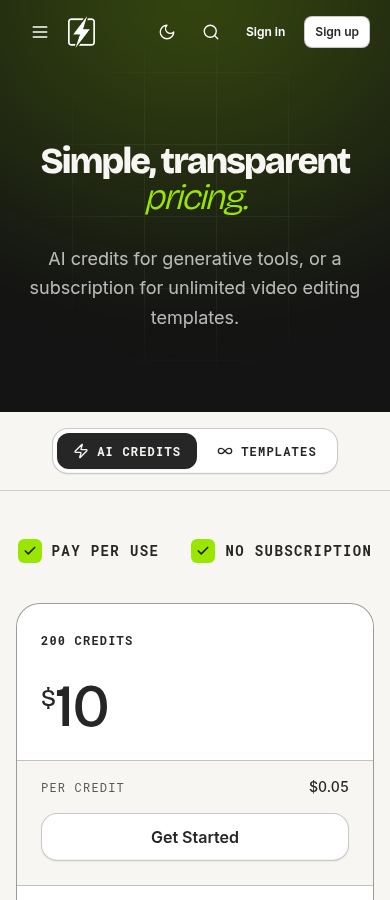 Sign in
Sign up
Simple, transparent
pricing.
AI credits for generative tools, or a
subscription for unlimited video editing
templates.
AI CREDITS
TEMPLATES
PAY PER USE
NO SUBSCRIPTION
200 CREDITS
$10
PER CREDIT
$0.05
Get Started